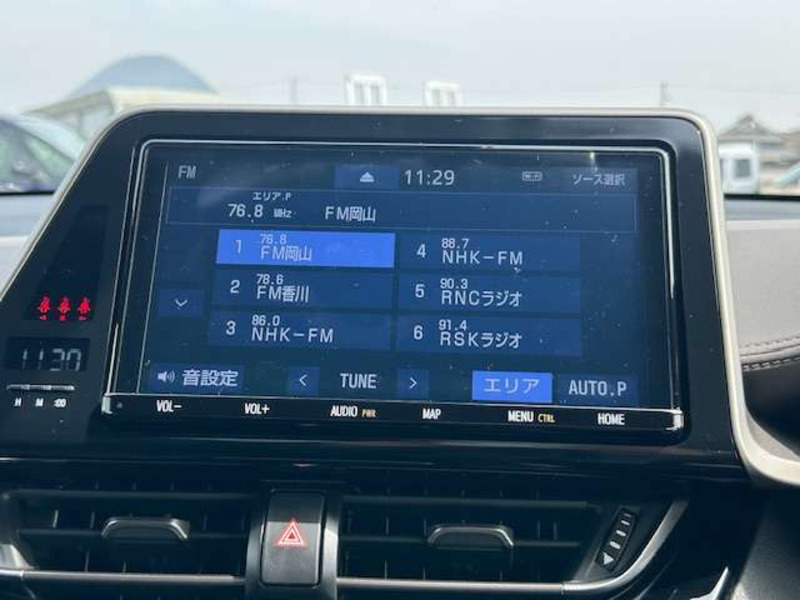 FM 11:29 Wi-Fi ソース選択
エリア.P
76.8 MHz FM岡山
1 76.8 FM岡山
2 78.6 FM香川
3 86.0 NHK-FM
4 88.7 NHK-FM
5 90.3 RNCラジオ
6 91.4 RSKラジオ
音設定 < TUNE > エリア AUTO.P
VOL- VOL+ AUDIO PWR MAP MENU CTRL HOME
11:30
H M :00